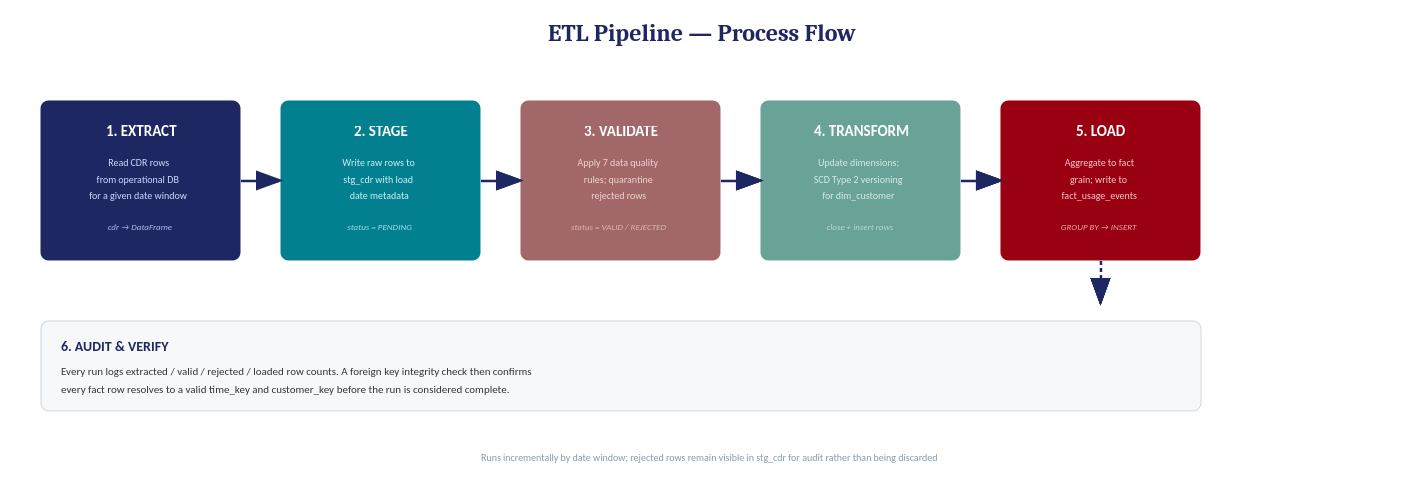 ETL Pipeline — Process Flow
1. EXTRACT
Read CDR rows
from operational DB
for a given date window
cdr → DataFrame
2. STAGE
Write raw rows to
stg_cdr with load
date metadata
status = PENDING
3. VALIDATE
Apply 7 data quality
rules; quarantine
rejected rows
status = VALID / REJECTED
4. TRANSFORM
Update dimensions;
SCD Type 2 versioning
for dim_customer
close + insert rows
5. LOAD
Aggregate to fact
grain; write to
fact_usage_events
GROUP BY → INSERT
6. AUDIT & VERIFY
Every run logs extracted / valid / rejected / loaded row counts. A foreign key integrity check then confirms
every fact row resolves to a valid time_key and customer_key before the run is considered complete.
Runs incrementally by date window; rejected rows remain visible in stg_cdr for audit rather than being discarded